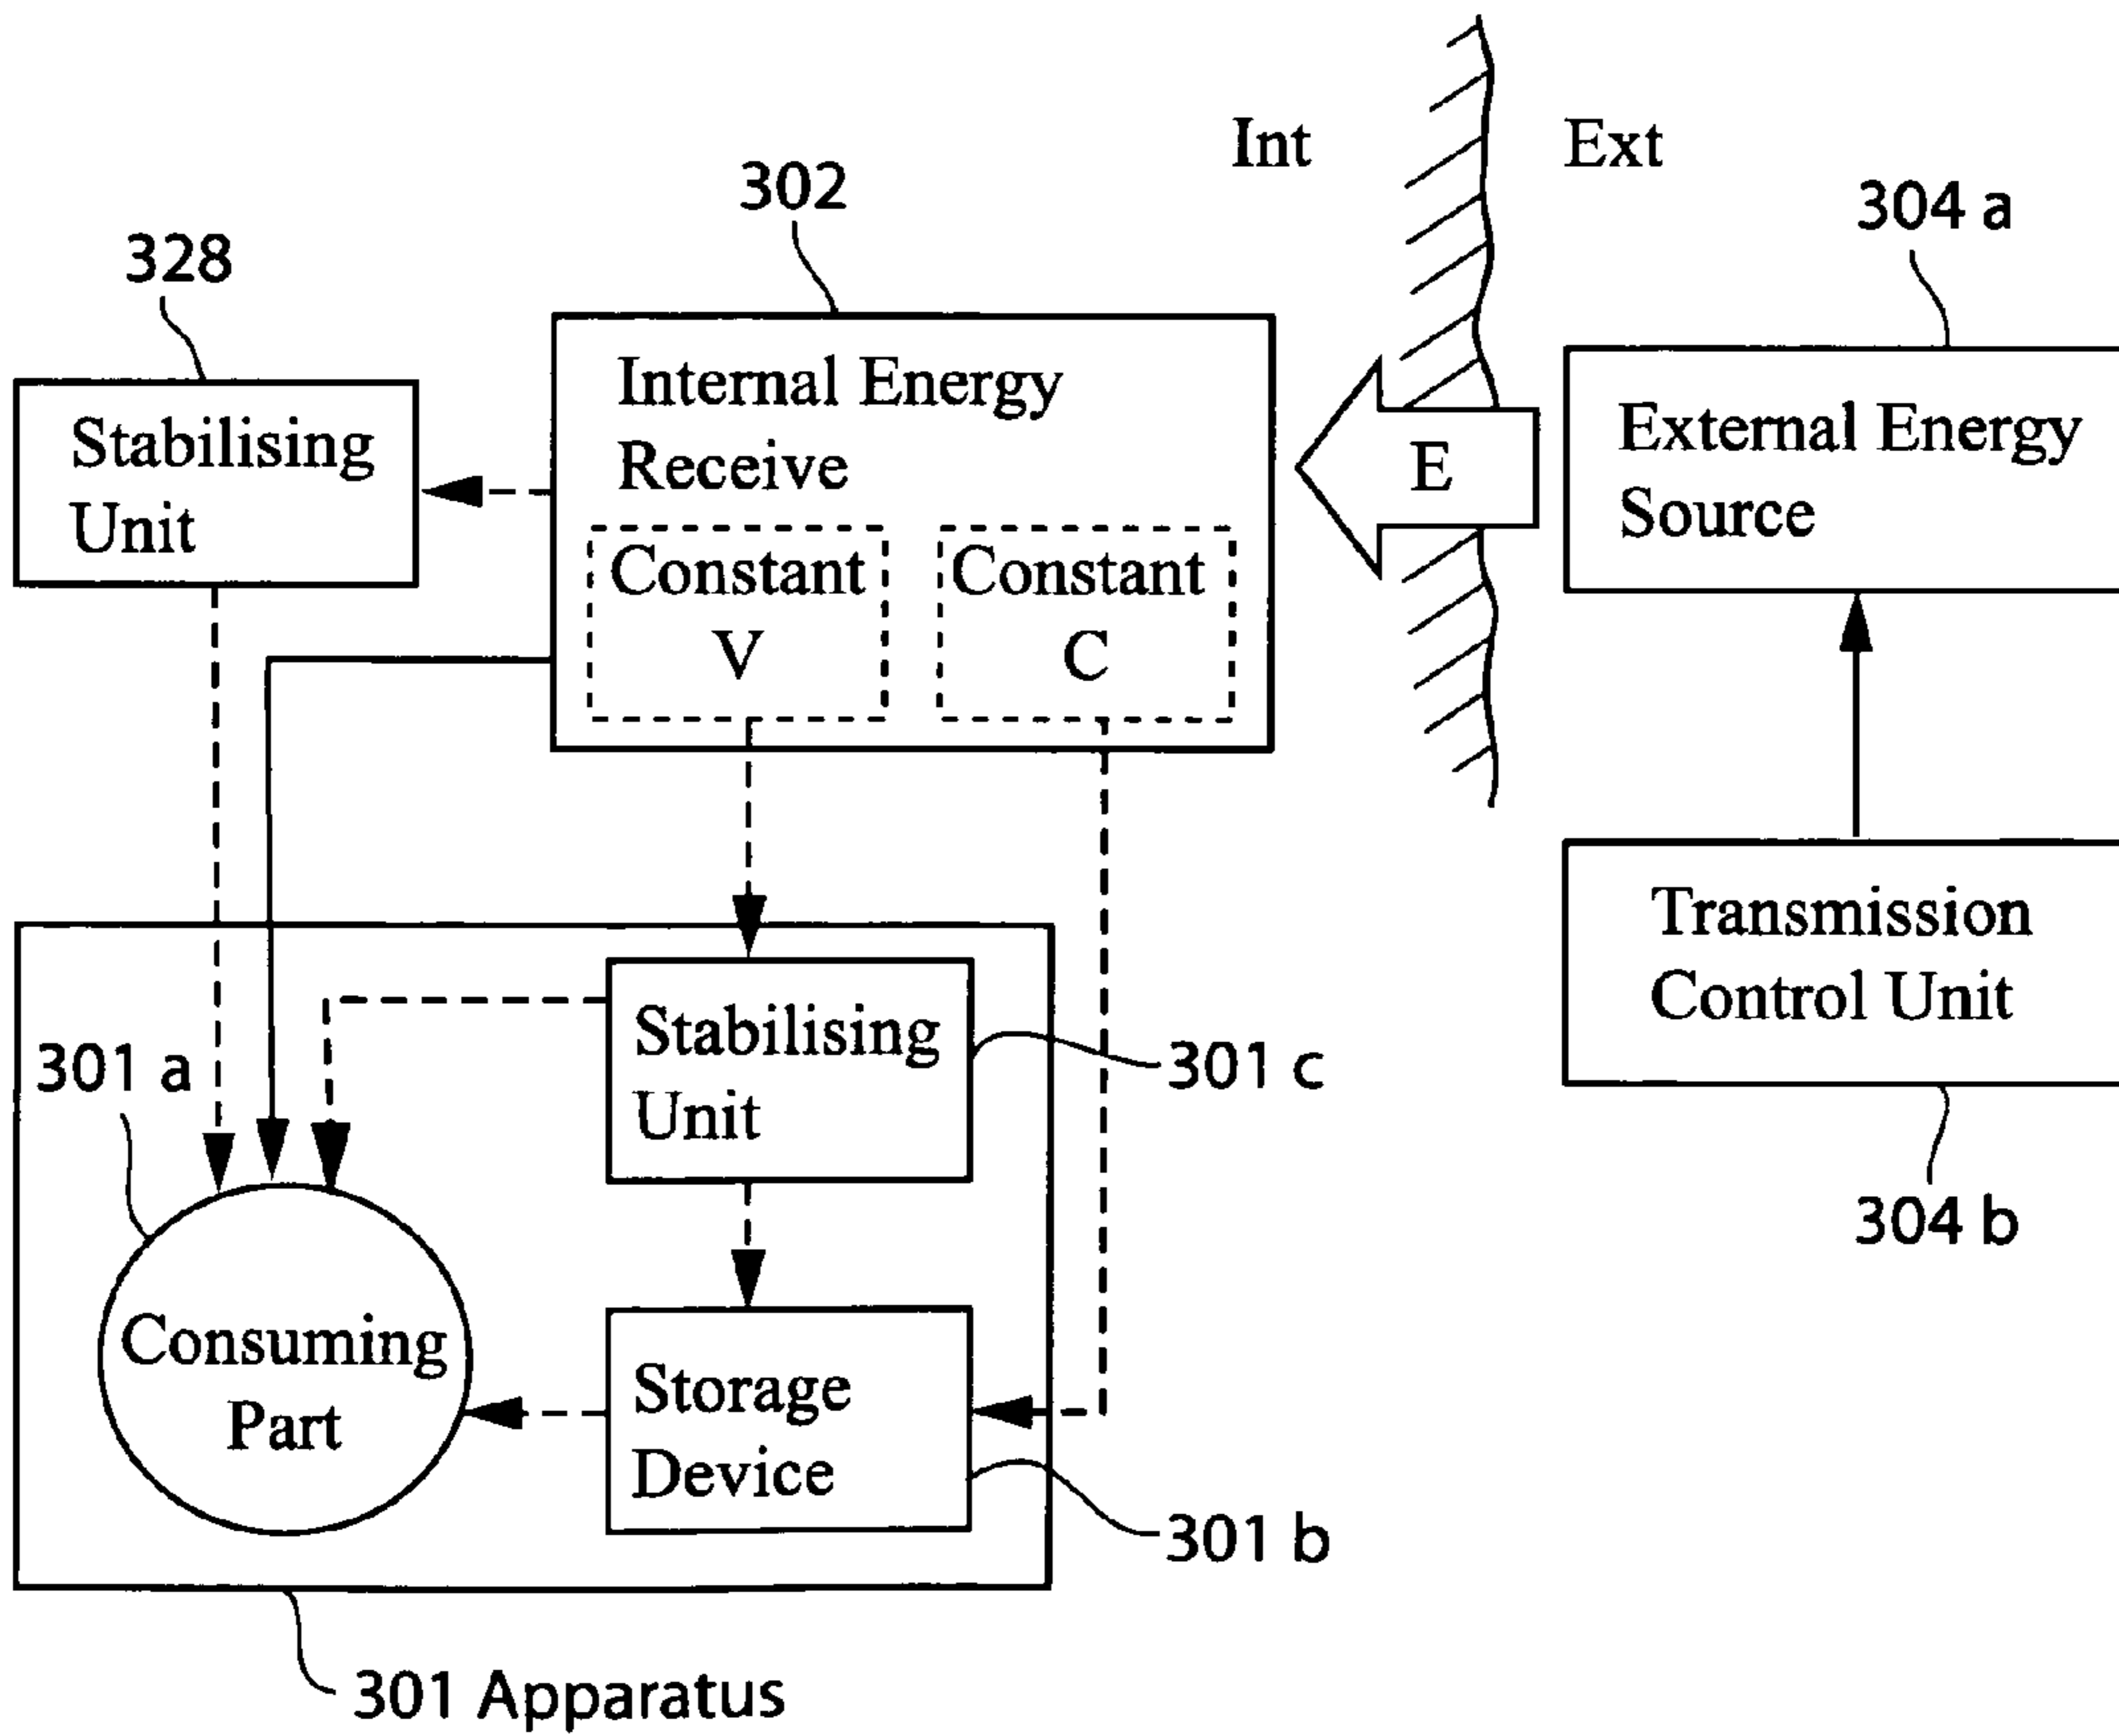 Int
Ext
302
304 a
328
Internal Energy
Receive
External Energy
Source
Stabilising
Unit
E
Constant
V
Constant
C
Transmission
Control Unit
304 b
301 a
Stabilising
Unit
301 c
Consuming
Part
Storage
Device
301 b
301 Apparatus